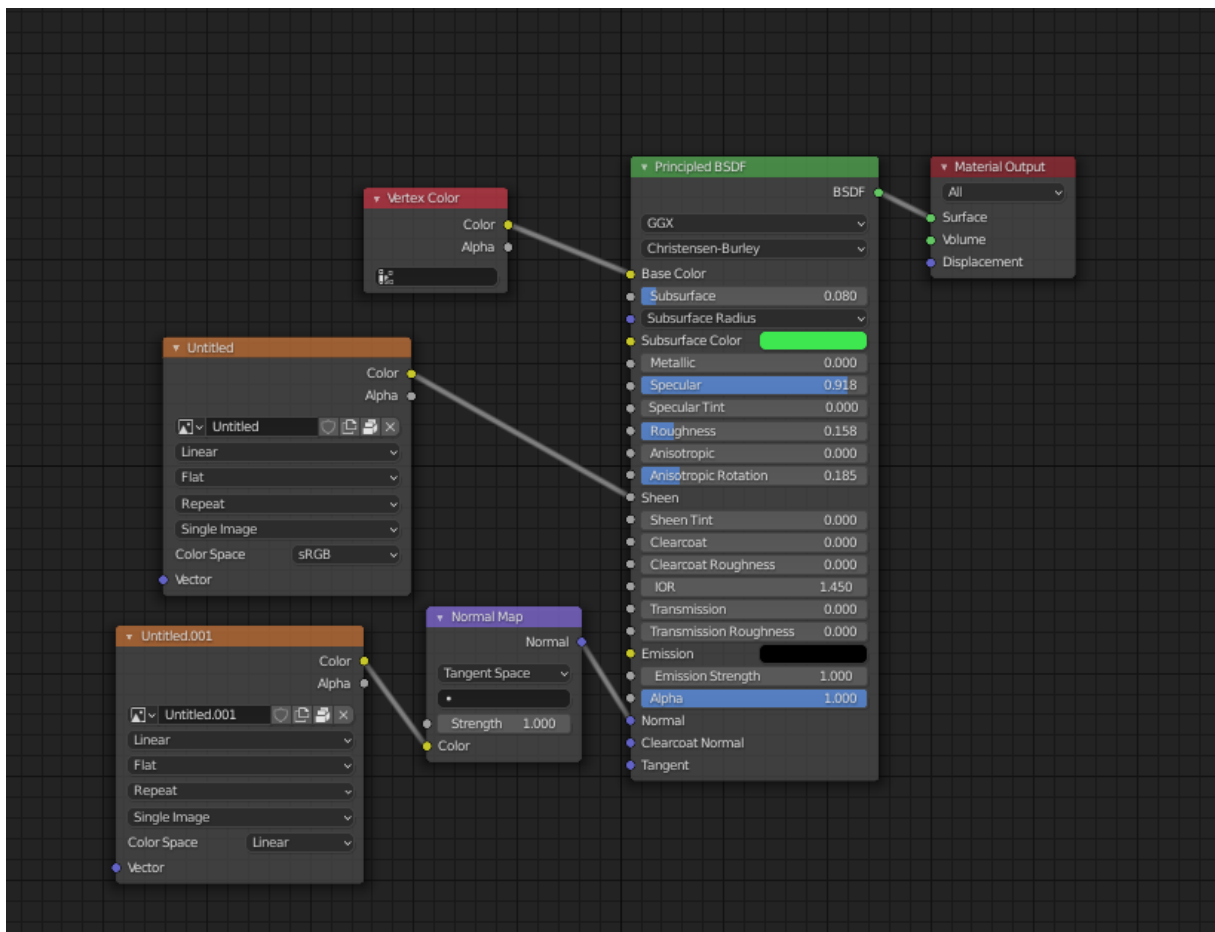 Principled BSDF
BSDF
GGX
Christensen-Burley
Base Color
Subsurface 0.080
Subsurface Radius
Subsurface Color
Metallic 0.000
Specular 0.918
Specular Tint 0.000
Roughness 0.158
Anisotropic 0.000
Anisotropic Rotation 0.185
Sheen
Sheen Tint 0.000
Clearcoat 0.000
Clearcoat Roughness 0.000
IOR 1.450
Transmission 0.000
Transmission Roughness 0.000
Emission
Emission Strength 1.000
Alpha 1.000
Normal
Clearcoat Normal
Tangent
Material Output
All
Surface
Volume
Displacement
Vertex Color
Color
Alpha
Untitled
Color
Alpha
Untitled
Linear
Flat
Repeat
Single Image
Color Space sRGB
Vector
Normal Map
Normal
Tangent Space
Strength 1.000
Color
Untitled.001
Color
Alpha
Untitled.001
Linear
Flat
Repeat
Single Image
Color Space Linear
Vector